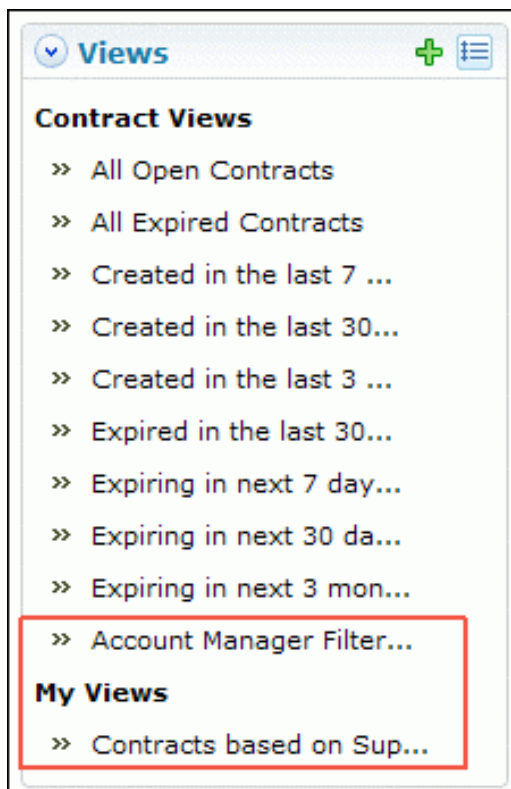 Views
Contract Views
» All Open Contracts
» All Expired Contracts
» Created in the last 7 ...
» Created in the last 30...
» Created in the last 3 ...
» Expired in the last 30...
» Expiring in next 7 day...
» Expiring in next 30 da...
» Expiring in next 3 mon...
» Account Manager Filter...
My Views
» Contracts based on Sup...